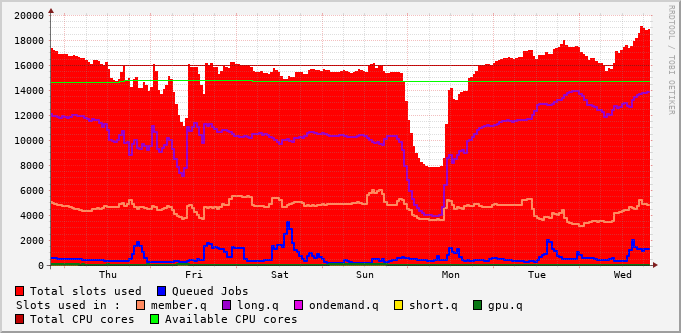 20000
18000
16000
14000
12000
10000
8000
6000
4000
2000
0
Thu Fri Sat Sun Mon Tue Wed
RRDTOOL / TOBI OETIKER
Total slots used Queued Jobs
Slots used in : member.q long.q ondemand.q short.q gpu.q
Total CPU cores Available CPU cores